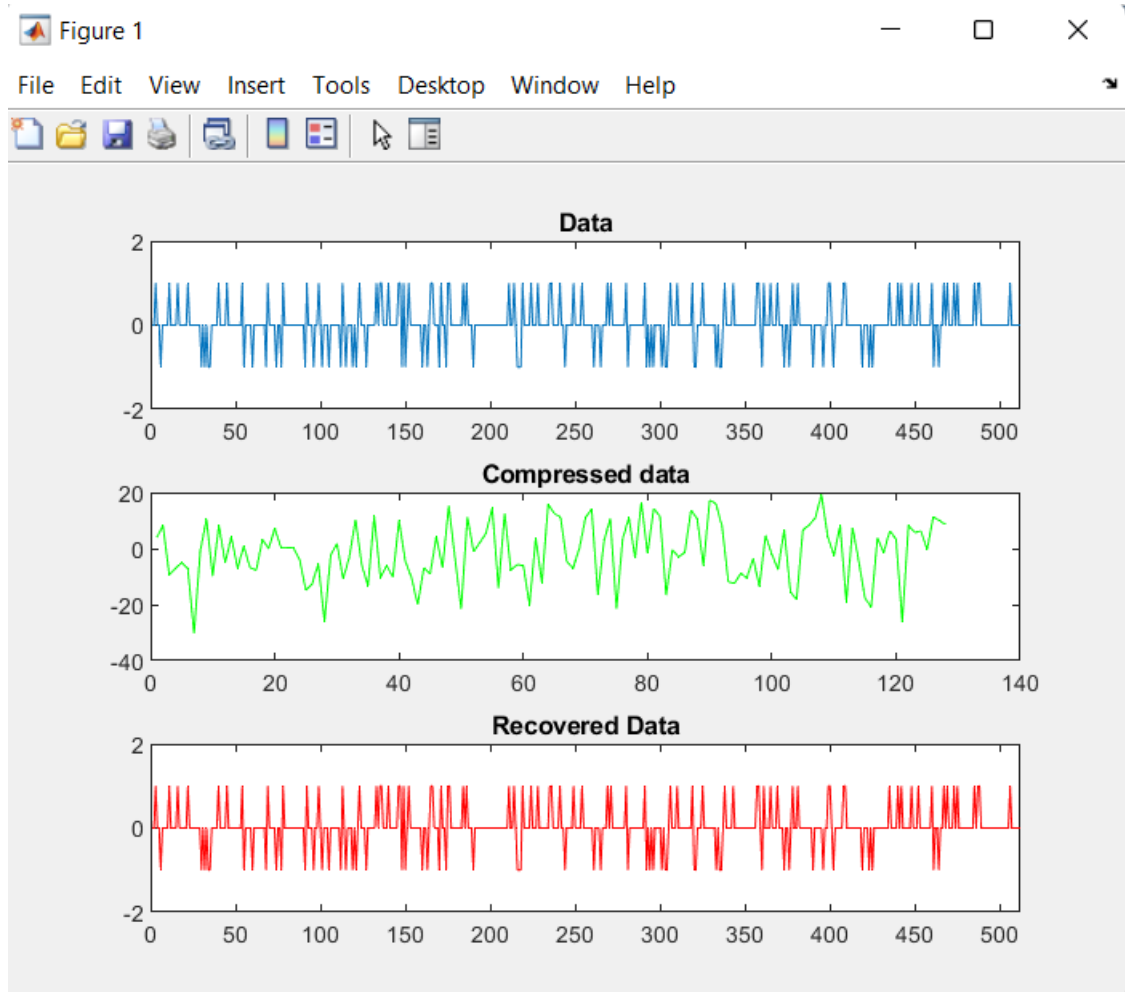 Figure 1
File Edit View Insert Tools Desktop Window Help
Data
2
0
-2
0 50 100 150 200 250 300 350 400 450 500
Compressed data
20
0
-20
-40
0 20 40 60 80 100 120 140
Recovered Data
2
0
-2
0 50 100 150 200 250 300 350 400 450 500